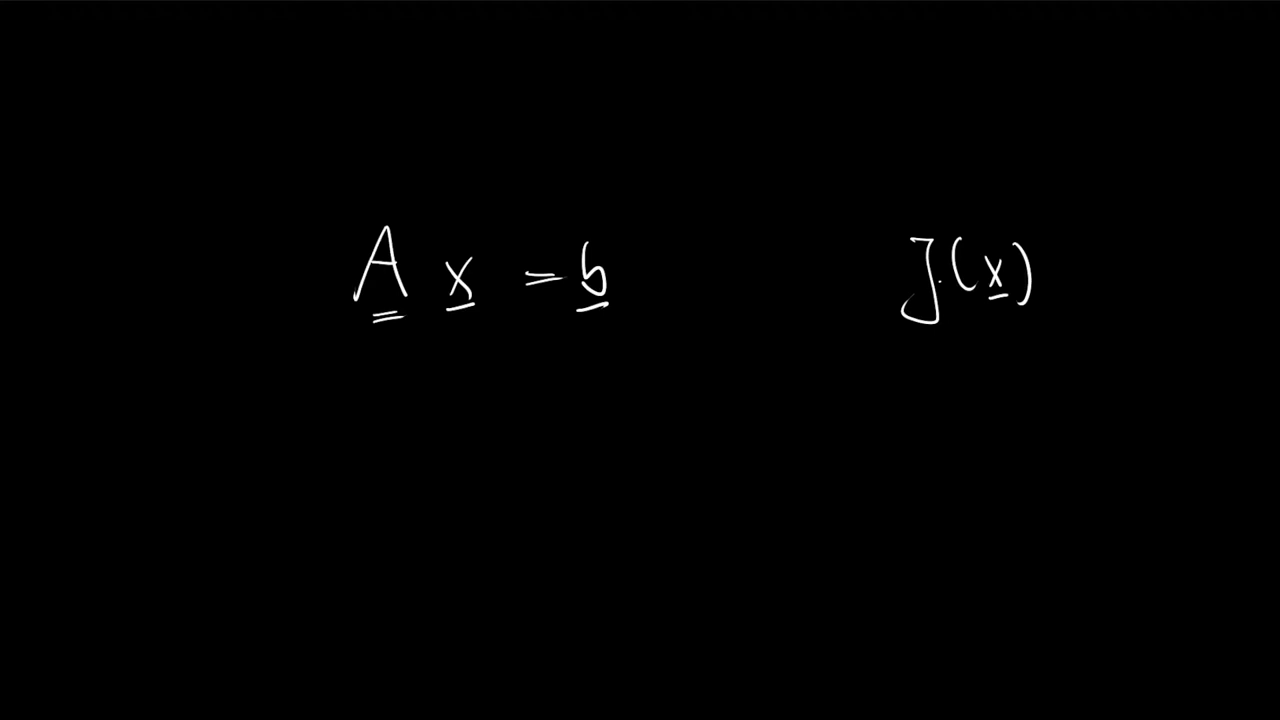 A x = b J(x)